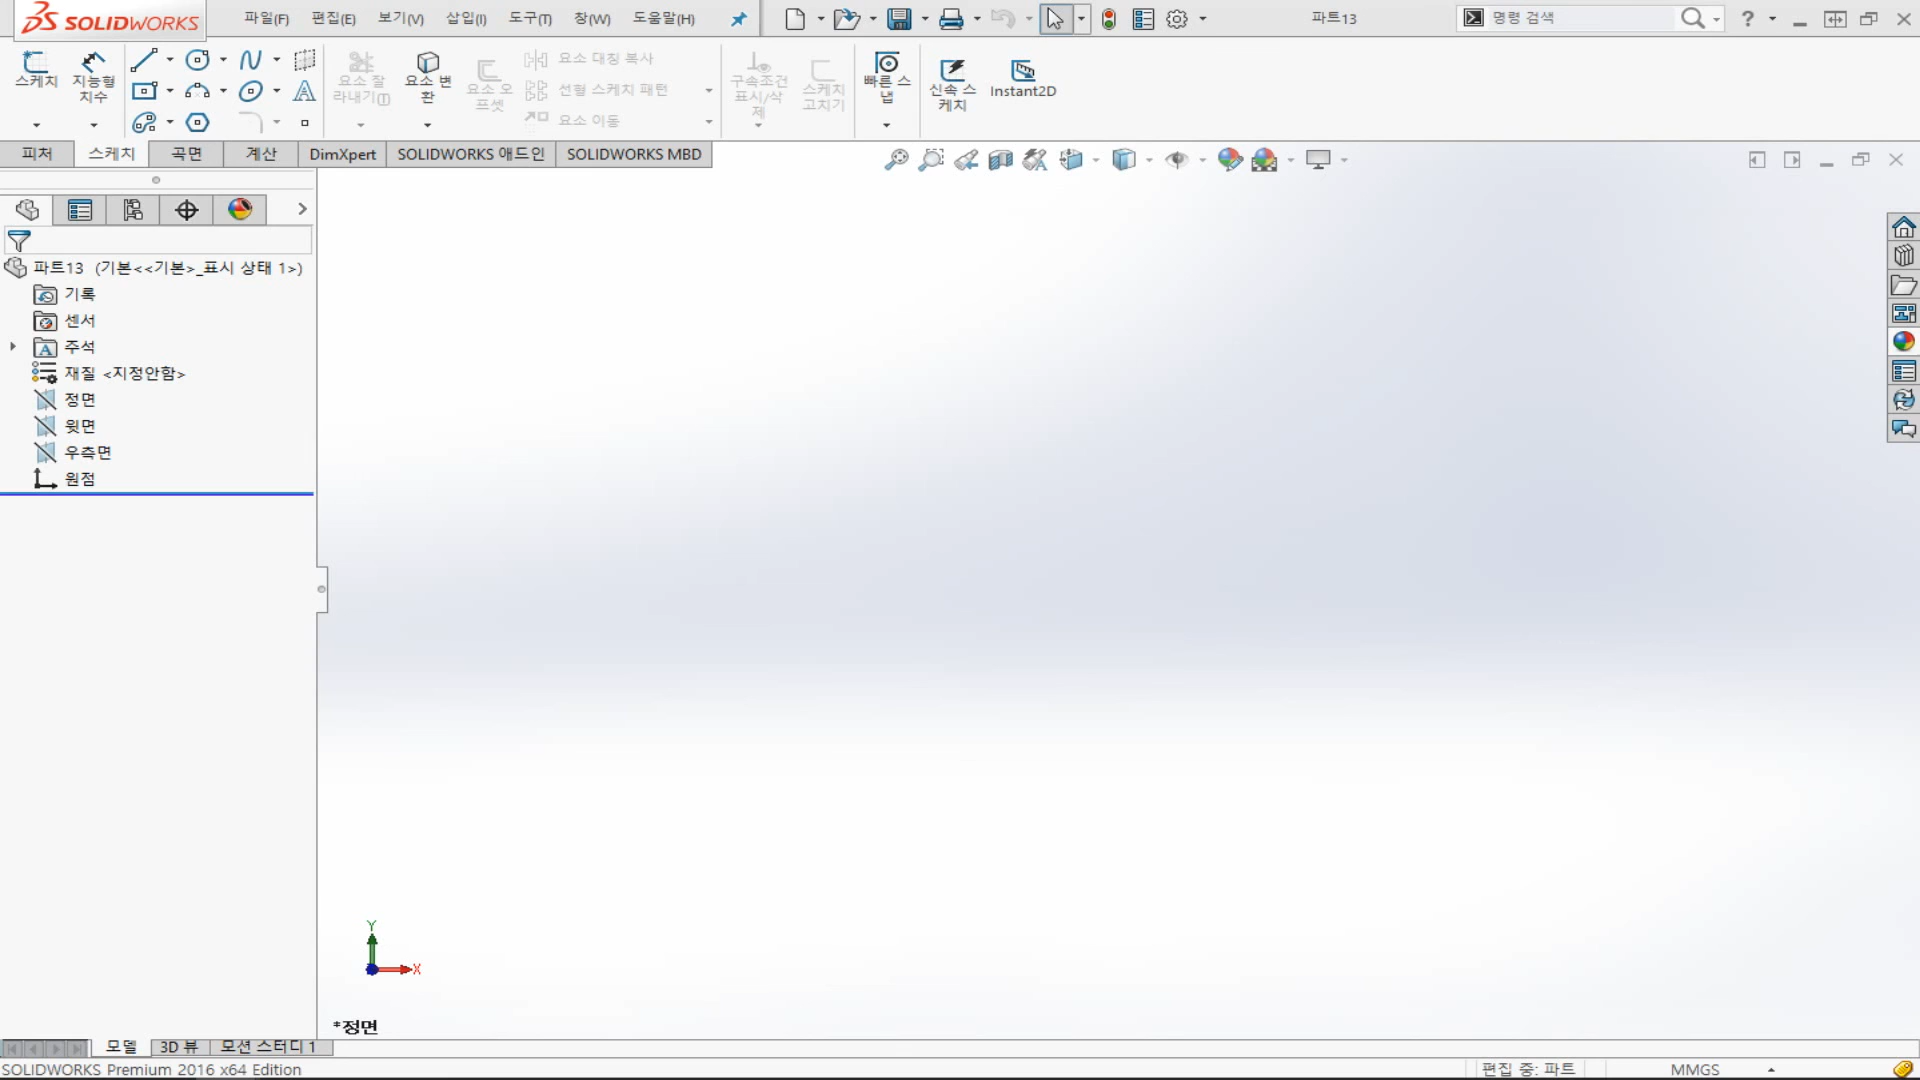 SOLIDWORKS 파일(F) 편집(E) 보기(V) 삽입(I) 도구(T) 창(W) 도움말(H) 파트13 명령 검색 ?
스케치
지능형 치수
요소 잘라내기(T)
요소 변환
요소 오프셋
요소 대칭 복사
선형 스케치 패턴
요소 이동
구속조건 표시/삭제
스케치 고치기
빠른 스냅
신속 스케치
Instant2D
피처 스케치 곡면 계산 DimXpert SOLIDWORKS 애드인 SOLIDWORKS MBD
파트13 (기본<<기본>_표시 상태 1>)
기록
센서
주석
재질 <지정안함>
정면
윗면
우측면
원점
Y
X
*정면
모델 3D 뷰 모션 스터디 1
SOLIDWORKS Premium 2016 x64 Edition 편집 중: 파트 MMGS